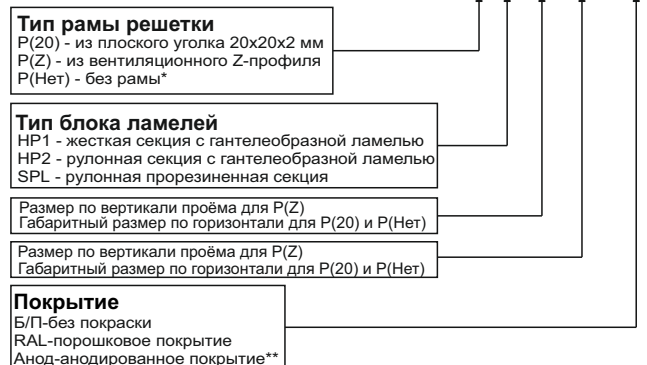 Тип рамы решетки
Р(20) - из плоского уголка 20х20х2 мм
Р(Z) - из вентиляционного Z-профиля
Р(Нет) - без рамы*
Тип блока ламелей
НР1 - жесткая секция с гантелеобразной ламелью
НР2 - рулонная секция с гантелеобразной ламелью
SPL - рулонная прорезиненная секция
Размер по вертикали проёма для Р(Z)
Габаритный размер по горизонтали для Р(20) и Р(Нет)
Размер по вертикали проёма для Р(Z)
Габаритный размер по горизонтали для Р(20) и Р(Нет)
Покрытие
Б/П-без покраски
RAL-порошковое покрытие
Анод-анодированное покрытие**